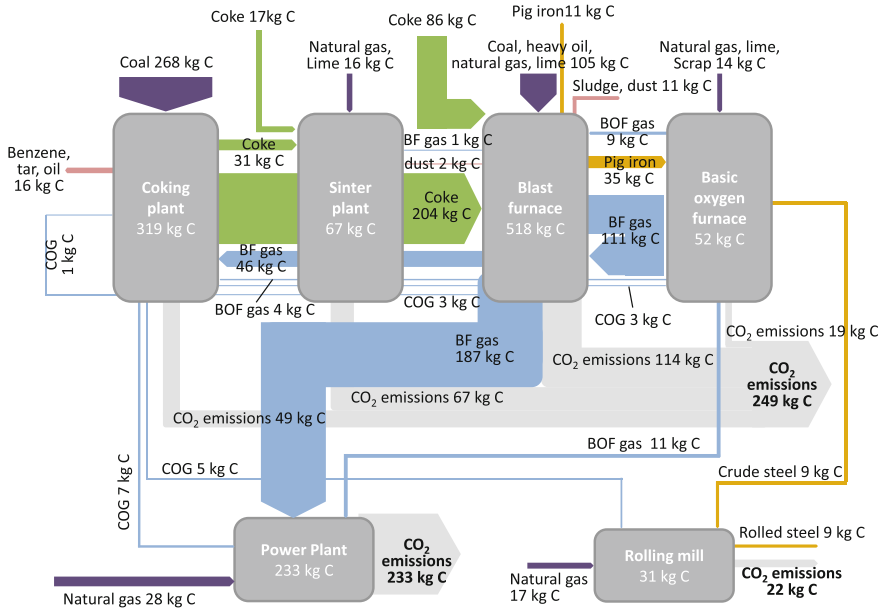 Coke 17kg C
Coke 86 kg C
Pig iron11 kg C
Coal 268 kg C
Natural gas,
Lime 16 kg C
Coal, heavy oil,
natural gas, lime 105 kg C
Natural gas, lime,
Scrap 14 kg C
Sludge, dust 11 kg C
Benzene,
tar, oil
16 kg C
Coke
31 kg C
BF gas 1 kg C
dust 2 kg C
BOF gas
9 kg C
Pig iron
35 kg C
Coking
plant
319 kg C
Sinter
plant
67 kg C
Coke
204 kg C
Blast
furnace
518 kg C
BF gas
111 kg C
Basic
oxygen
furnace
52 kg C
COG
1 kg C
BF gas
46 kg C
BOF gas 4 kg C
COG 3 kg C
COG 3 kg C
BF gas
187 kg C
CO2 emissions 19 kg C
CO2 emissions 114 kg C
CO2
emissions
249 kg C
CO2 emissions 67 kg C
CO2 emissions 49 kg C
BOF gas 11 kg C
COG 7 kg C
COG 5 kg C
Crude steel 9 kg C
Power Plant
233 kg C
CO2
emissions
233 kg C
Rolling mill
31 kg C
Rolled steel 9 kg C
CO2 emissions
22 kg C
Natural gas
17 kg C
Natural gas 28 kg C